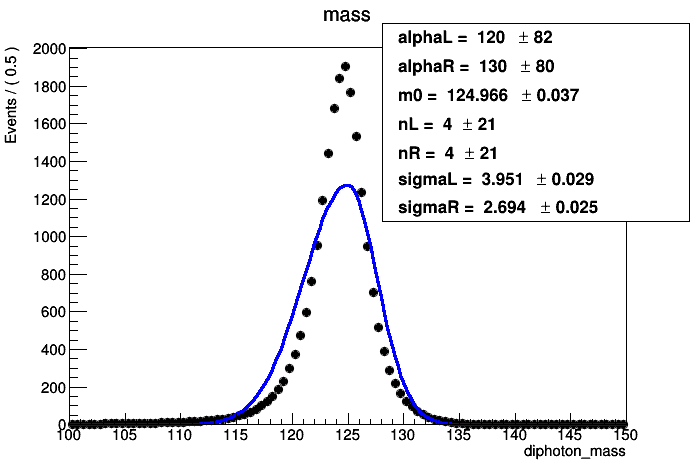 mass
alphaL = 120 ± 82
alphaR = 130 ± 80
m0 = 124.966 ± 0.037
nL = 4 ± 21
nR = 4 ± 21
sigmaL = 3.951 ± 0.029
sigmaR = 2.694 ± 0.025
Events / ( 0.5 )
2000
1800
1600
1400
1200
1000
800
600
400
200
0
100 105 110 115 120 125 130 135 140 145 150
diphoton_mass